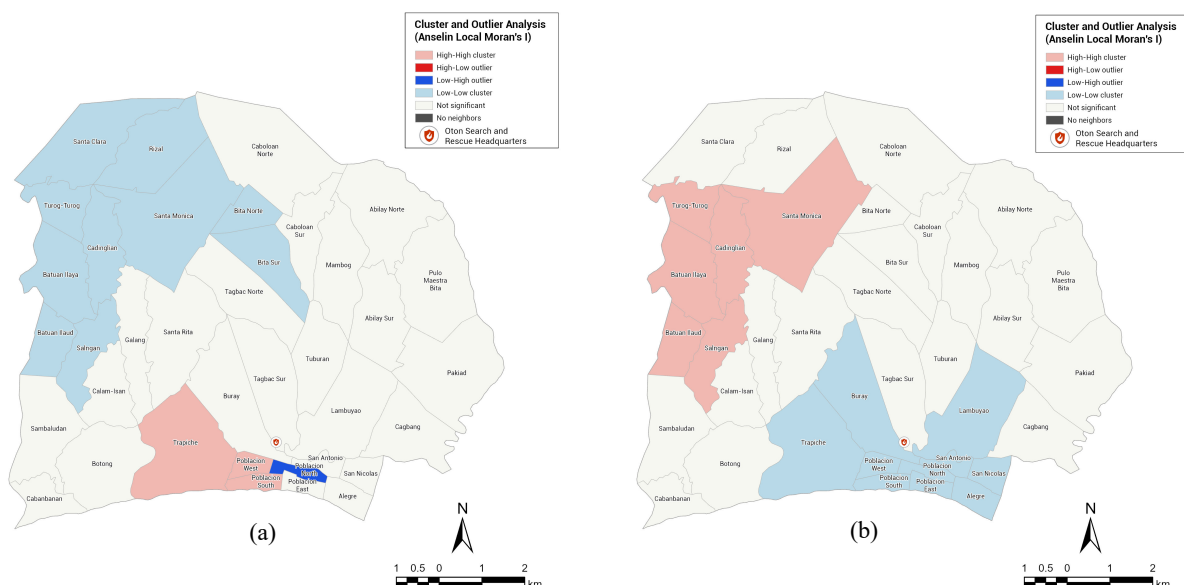 Cluster and Outlier Analysis
(Anselin Local Moran's I)
High-High cluster
High-Low outlier
Low-High outlier
Low-Low cluster
Not significant
No neighbors
Oton Search and
Rescue Headquarters
Santa Clara
Rizal
Caboloan
Norte
Turog-Turog
Santa Monica
Bita Norte
Abilay Norte
Cadinglian
Caboloan
Sur
Bita Sur
Mambog
Batuan Ilaya
Pulo
Maestra
Bita
Tagbac Norte
Abilay Sur
Batuan Ilaud
Salngan
Galang
Santa Rita
Tuburan
Pakiad
Calam-Isan
Buray
Tagbac Sur
Lambuyao
Sambaludan
Cagbang
Trapiche
Botong
Poblacion
West
San Antonio
Poblacion
North
San Nicolas
Poblacion
South
Poblacion
East
Alegre
Cabanbanan
(a)
N
1 0.5 0 1 2
km
Cluster and Outlier Analysis
(Anselin Local Moran's I)
High-High cluster
High-Low outlier
Low-High outlier
Low-Low cluster
Not significant
No neighbors
Oton Search and
Rescue Headquarters
Santa Clara
Rizal
Caboloan
Norte
Turog-Turog
Santa Monica
Bita Norte
Abilay Norte
Cadinglian
Caboloan
Sur
Bita Sur
Mambog
Batuan Ilaya
Pulo
Maestra
Bita
Tagbac Norte
Abilay Sur
Batuan Ilaud
Salngan
Galang
Santa Rita
Tuburan
Pakiad
Calam-Isan
Buray
Tagbac Sur
Lambuyao
Sambaludan
Cagbang
Trapiche
Botong
Poblacion
West
San Antonio
Poblacion
North
San Nicolas
Poblacion
South
Poblacion
East
Alegre
Cabanbanan
(b)
N
1 0.5 0 1 2
km